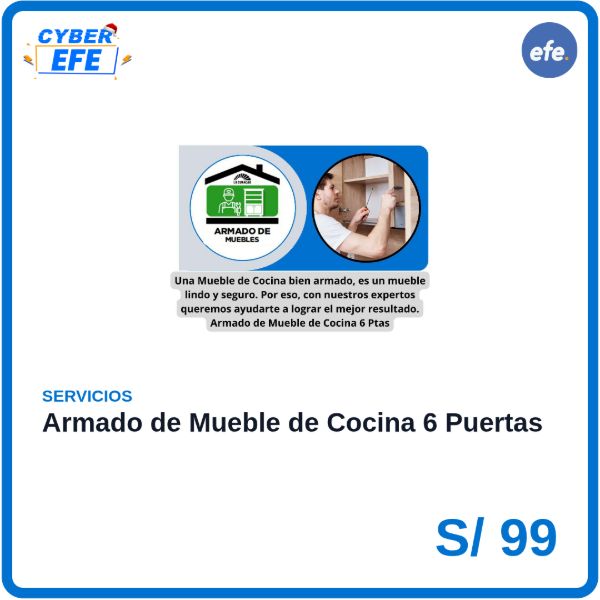 CYBER
EFE
efe.
ARMADO DE
MUEBLES
Una Mueble de Cocina bien armado, es un mueble
lindo y seguro. Por eso, con nuestros expertos
queremos ayudarte a lograr el mejor resultado.
Armado de Mueble de Cocina 6 Ptas
SERVICIOS
Armado de Mueble de Cocina 6 Puertas
S/ 99